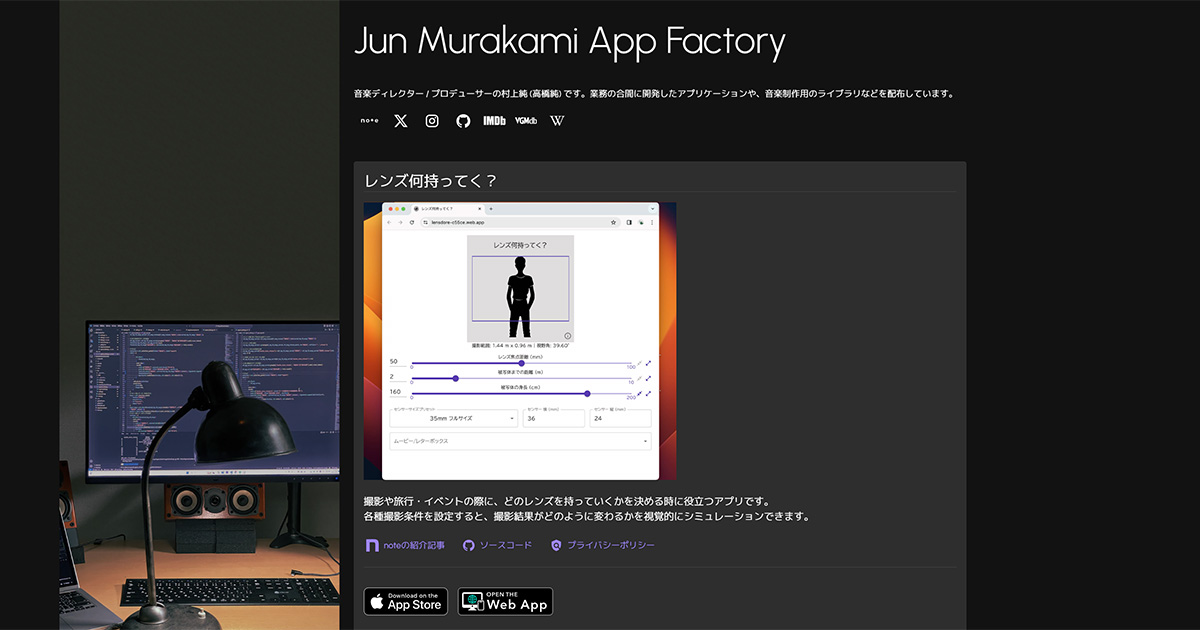 Jun Murakami App Factory
音楽ディレクター / プロデューサーの村上純 (高橋純) です。業務の合間に開発したアプリケーションや、音楽制作用のライブラリなどを配布しています。
note IMDb VGMdb W
レンズ何持ってく？
レンズ何持ってく？
lensdore-c55ce.web.app
レンズ何持ってく？
撮影範囲: 1.44 m x 0.96 m | 視野角: 39.60°
レンズ焦点距離 (mm)
50
0 100
被写体までの距離 (m)
2
0 10
被写体の身長 (cm)
160
0 200
センサーサイズプリセット センサー 横 (mm) センサー 縦 (mm)
35mm フルサイズ 36 24
ムービー/レターボックス
撮影や旅行・イベントの際に、どのレンズを持っていくかを決める時に役立つアプリです。
各種撮影条件を設定すると、撮影結果がどのように変わるかを視覚的にシミュレーションできます。
noteの紹介記事 ソースコード プライバシーポリシー
Download on the
App Store
OPEN THE
Web App